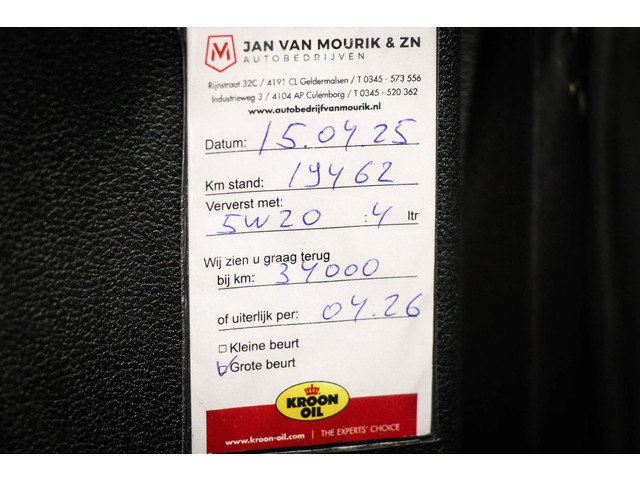 JAN VAN MOURIK & ZN
AUTOBEDRIJVEN
Rijnstraat 32C / 4191 CL Geldermalsen / T 0345 - 573 556
Industrieweg 3 / 4104 AP Culemborg / T 0345 - 520 362
www.autobedrijfvanmourik.nl
Datum: 15.04.25
Km stand: 19462
Ververst met:
5W20 : 4 ltr
Wij zien u graag terug
bij km: 34000
of uiterlijk per: 04.26
Kleine beurt
Grote beurt
KROON
OIL
www.kroon-oil.com | THE EXPERTS' CHOICE